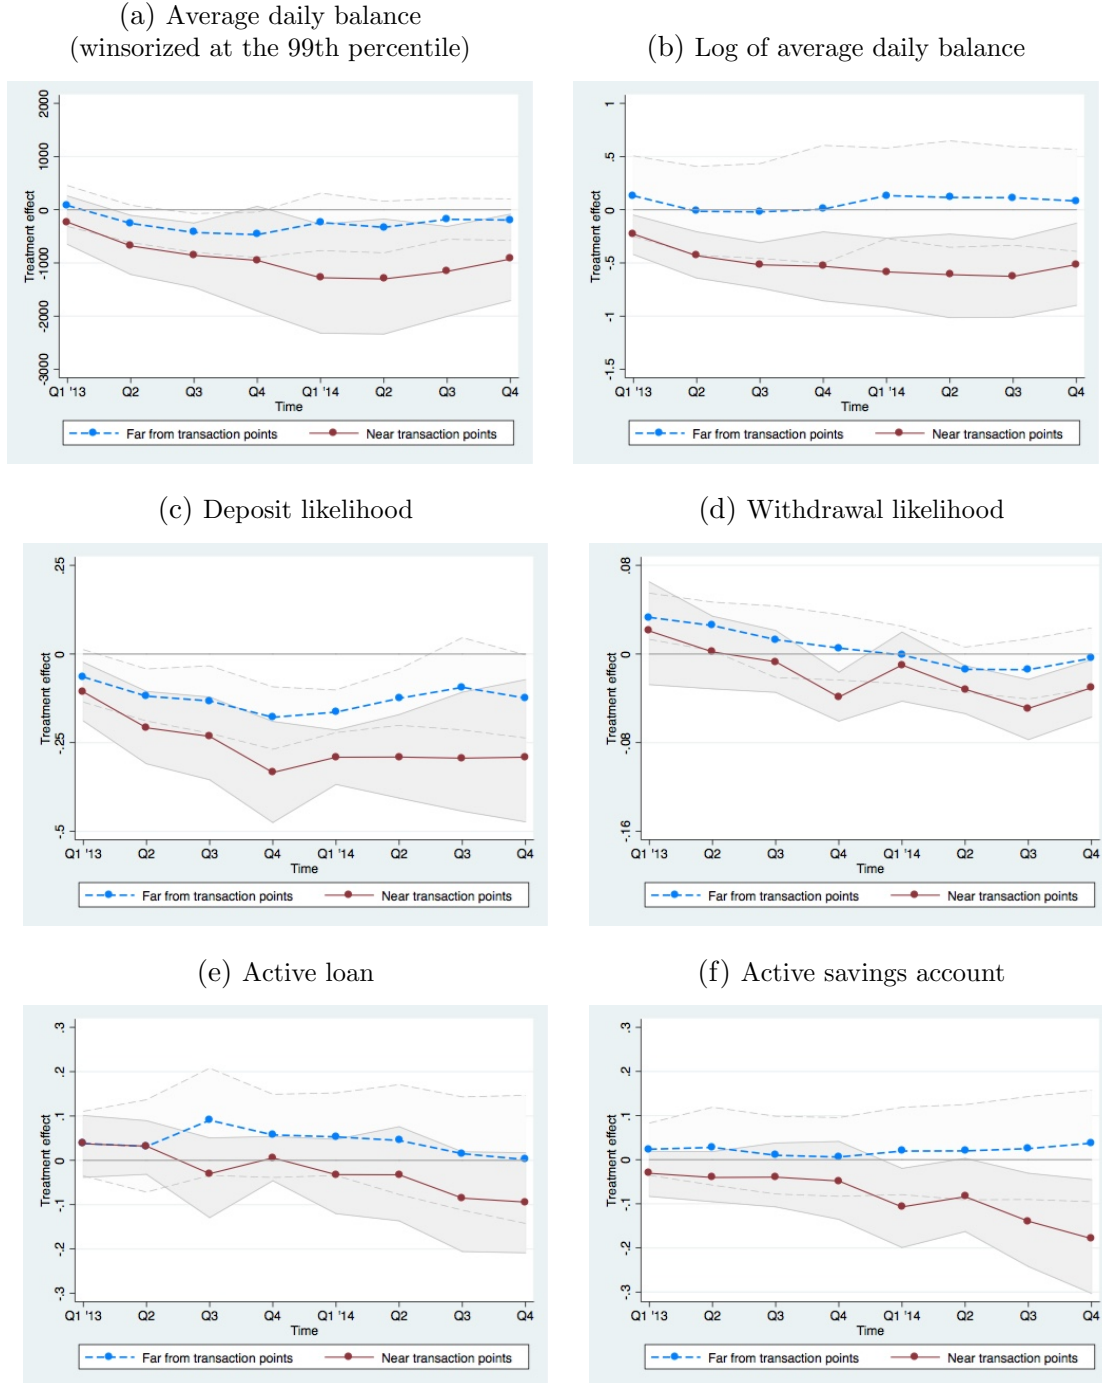 (a) Average daily balance
(winsorized at the 99th percentile)
(b) Log of average daily balance
Treatment effect
2000
1000
0
-1000
-2000
-3000
Q1 '13 Q2 Q3 Q4 Q1 '14 Q2 Q3 Q4
Time
Far from transaction points Near transaction points
Treatment effect
1
.5
0
-.5
-1
-1.5
Q1 '13 Q2 Q3 Q4 Q1 '14 Q2 Q3 Q4
Time
Far from transaction points Near transaction points
(c) Deposit likelihood
(d) Withdrawal likelihood
Treatment effect
.25
0
-.25
-.5
Q1 '13 Q2 Q3 Q4 Q1 '14 Q2 Q3 Q4
Time
Far from transaction points Near transaction points
Treatment effect
.08
0
-.08
-.16
Q1 '13 Q2 Q3 Q4 Q1 '14 Q2 Q3 Q4
Time
Far from transaction points Near transaction points
(e) Active loan
(f) Active savings account
Treatment effect
.3
.2
.1
0
-.1
-.2
-.3
Q1 '13 Q2 Q3 Q4 Q1 '14 Q2 Q3 Q4
Time
Far from transaction points Near transaction points
Treatment effect
.3
.2
.1
0
-.1
-.2
-.3
Q1 '13 Q2 Q3 Q4 Q1 '14 Q2 Q3 Q4
Time
Far from transaction points Near transaction points